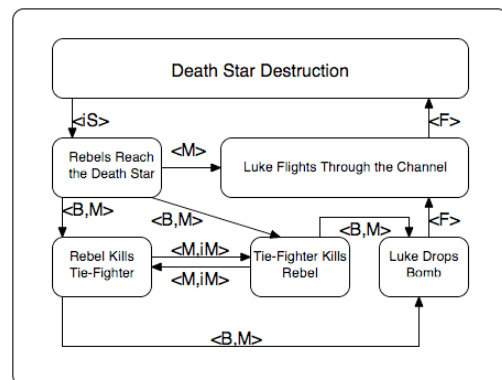 Death Star Destruction
<iS>
<F>
Rebels Reach
the Death Star
<M>
Luke Flights Through the Channel
<B,M>
<B,M>
<B,M>
<F>
Rebel Kills
Tie-Fighter
<M,iM>
<M,iM>
Tie-Fighter Kills
Rebel
Luke Drops
Bomb
<B,M>